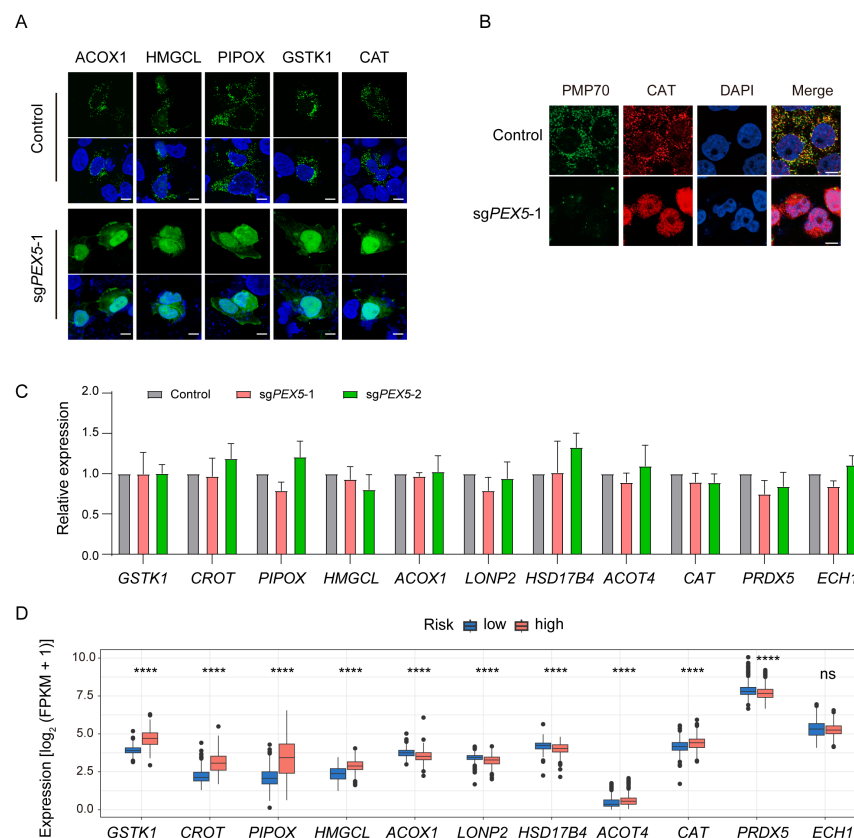 A
ACOX1 HMGCL PIPOX GSTK1 CAT
Control
sgPEX5-1
B
PMP70 CAT DAPI Merge
Control
sgPEX5-1
C
Control sgPEX5-1 sgPEX5-2
Relative expression
2.0
1.5
1.0
0.5
0.0
GSTK1 CROT PIPOX HMGCL ACOX1 LONP2 HSD17B4 ACOT4 CAT PRDX5 ECH1
D
Risk low high
Expression [log2 (FPKM + 1)]
10.0
7.5
5.0
2.5
0.0
**** **** **** **** **** **** **** **** **** **** ns
GSTK1 CROT PIPOX HMGCL ACOX1 LONP2 HSD17B4 ACOT4 CAT PRDX5 ECH1